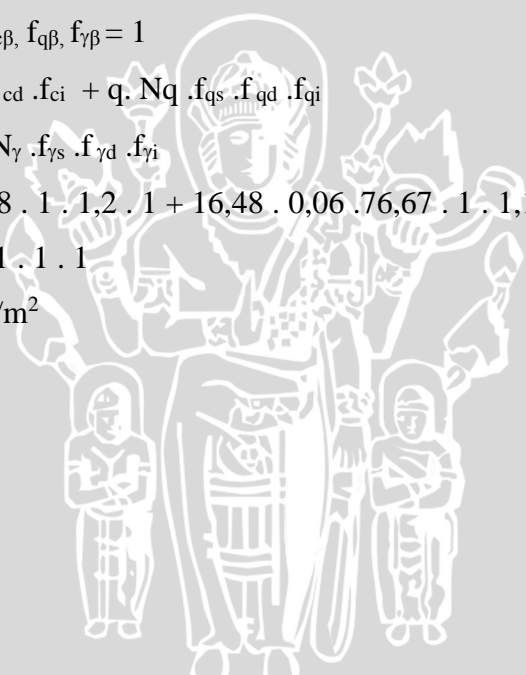 cβ, fqβ, fγβ = 1
cd .fci + q. Nq .fqs .f qd .fqi
Nγ .fγs .f γd .fγi
8 . 1 . 1,2 . 1 + 16,48 . 0,06 .76,67 . 1 . 1,
1 . 1 . 1
/m²